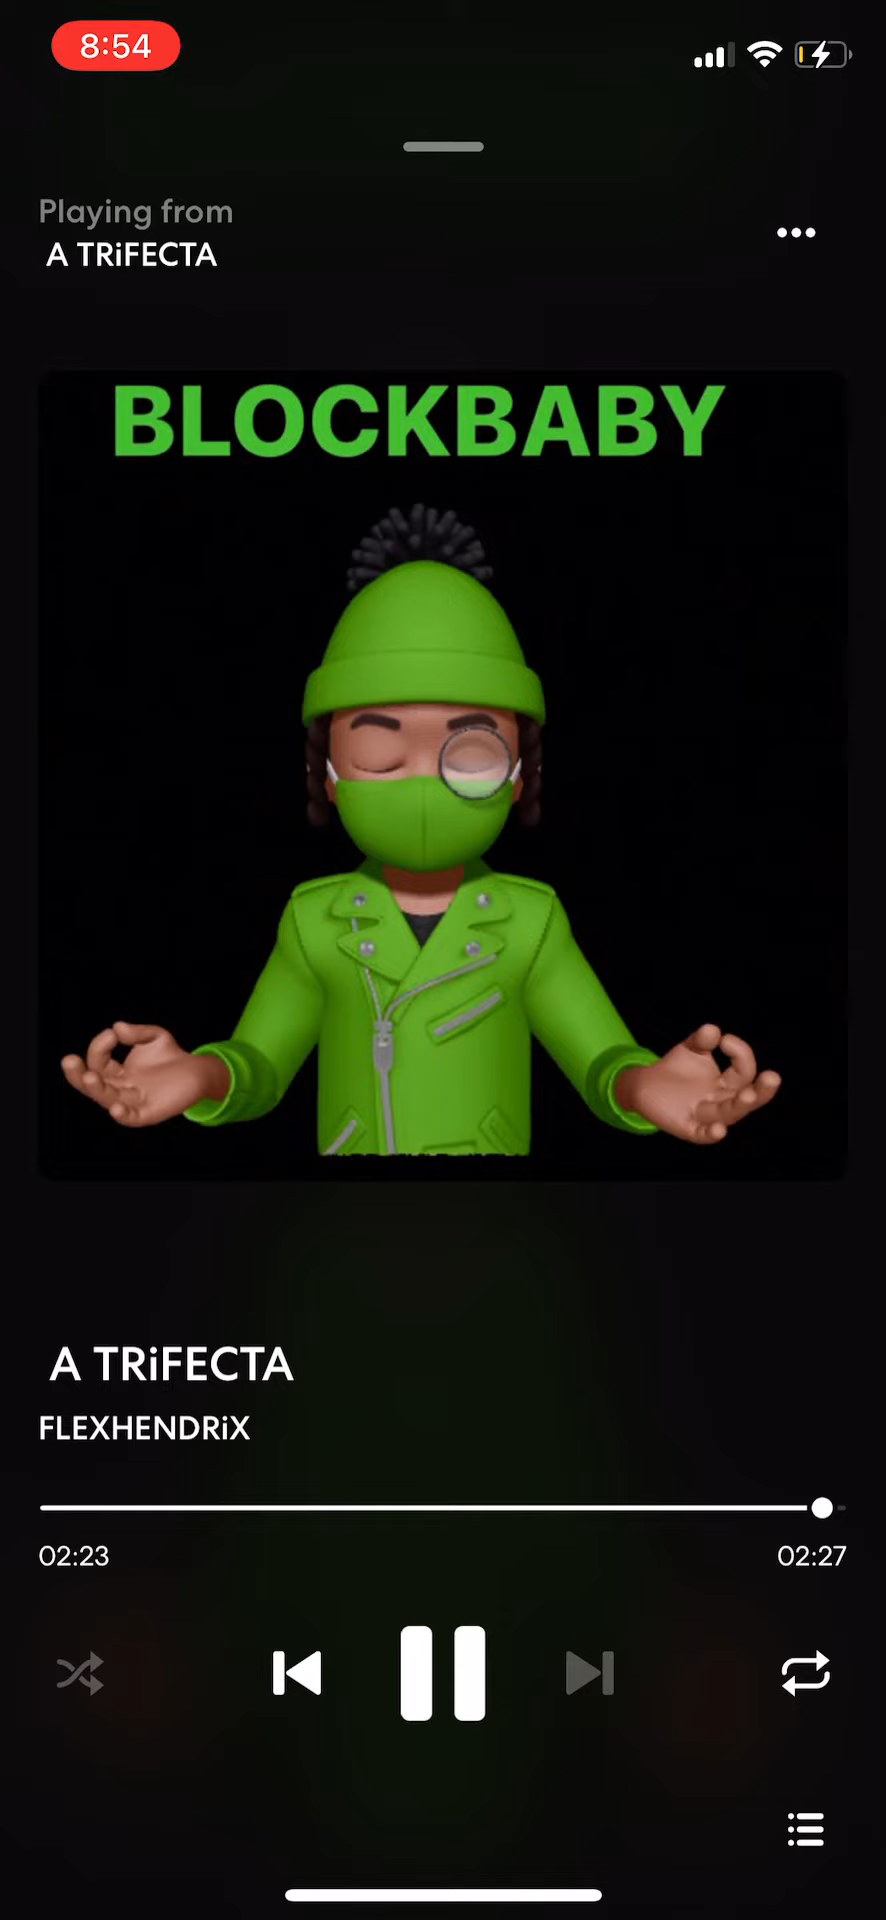 8:54
Playing from
A TRiFECTA
BLOCKBABY
A TRiFECTA
FLEXHENDRiX
02:23
02:27